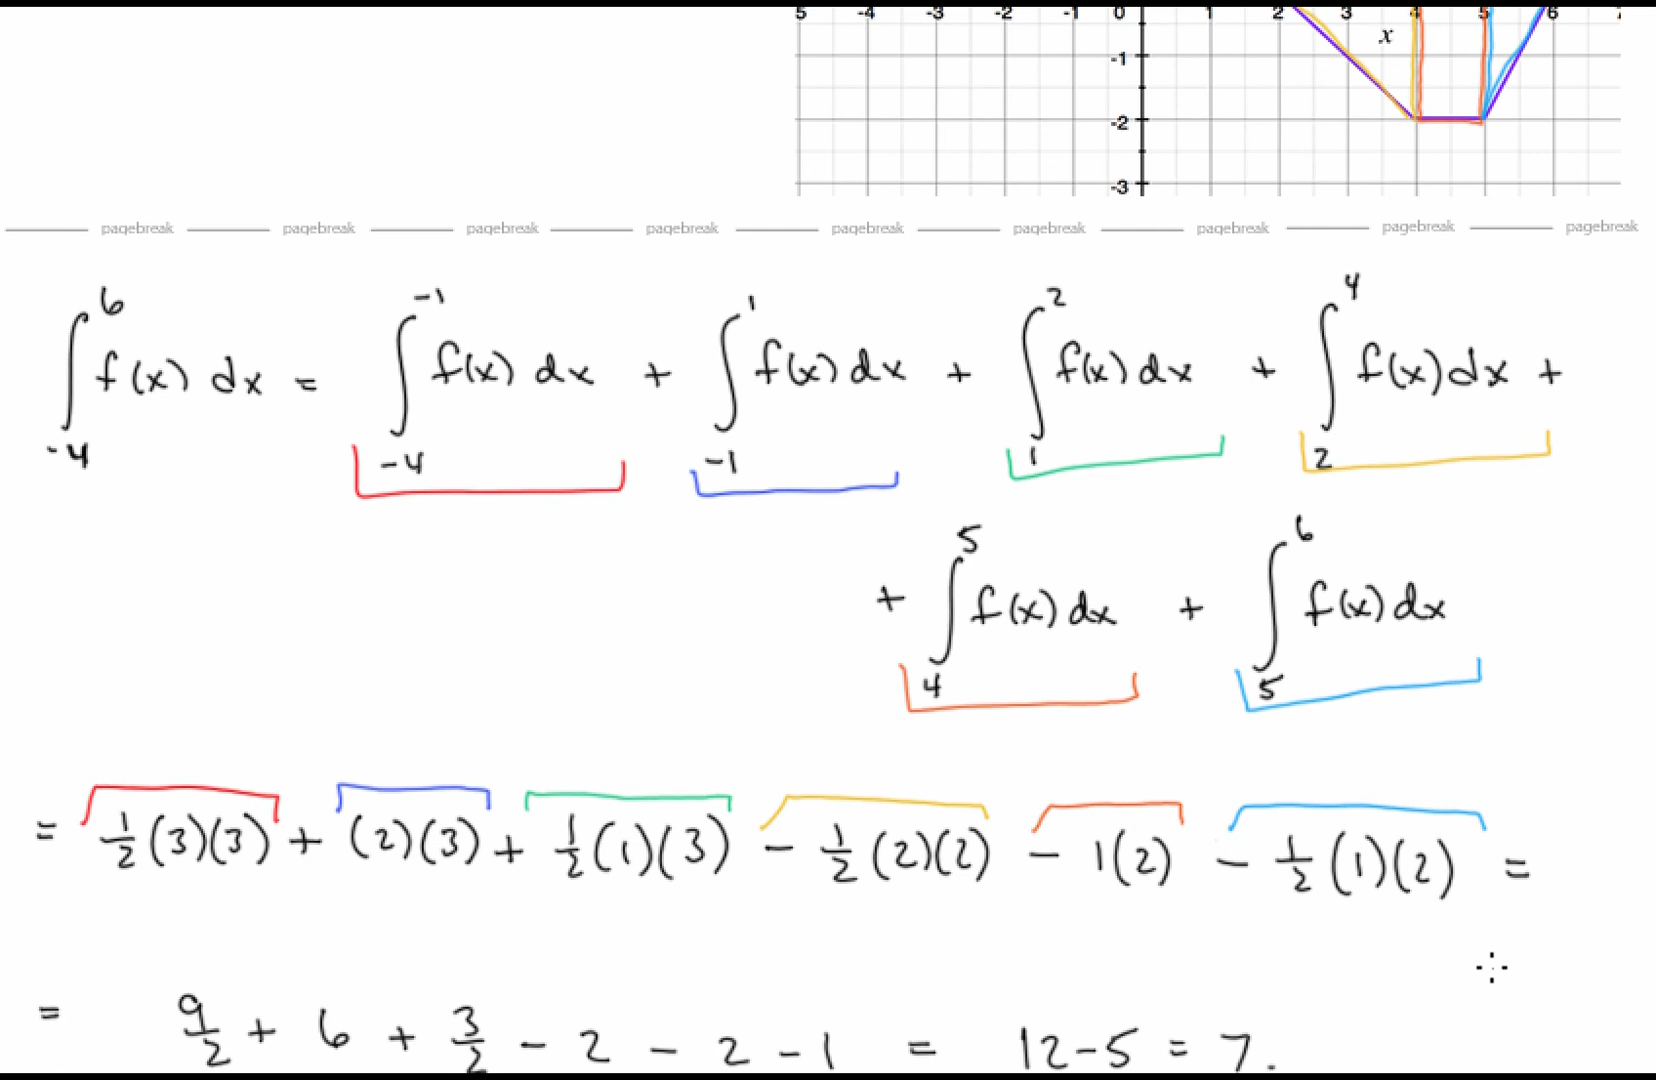 5 -4 -3 -2 -1 0 1 2 3 4 5 6
x
-1
-2
-3
pagebreak pagebreak pagebreak pagebreak pagebreak pagebreak pagebreak pagebreak pagebreak
∫_{-4}^{6} f(x) dx = ∫_{-4}^{-1} f(x) dx + ∫_{-1}^{1} f(x) dx + ∫_{1}^{2} f(x) dx + ∫_{2}^{4} f(x) dx +
+ ∫_{4}^{5} f(x) dx + ∫_{5}^{6} f(x) dx
= 1/2 (3)(3) + (2)(3) + 1/2 (1)(3) - 1/2 (2)(2) - 1(2) - 1/2 (1)(2) =
= 9/2 + 6 + 3/2 - 2 - 2 - 1 = 12-5 = 7.